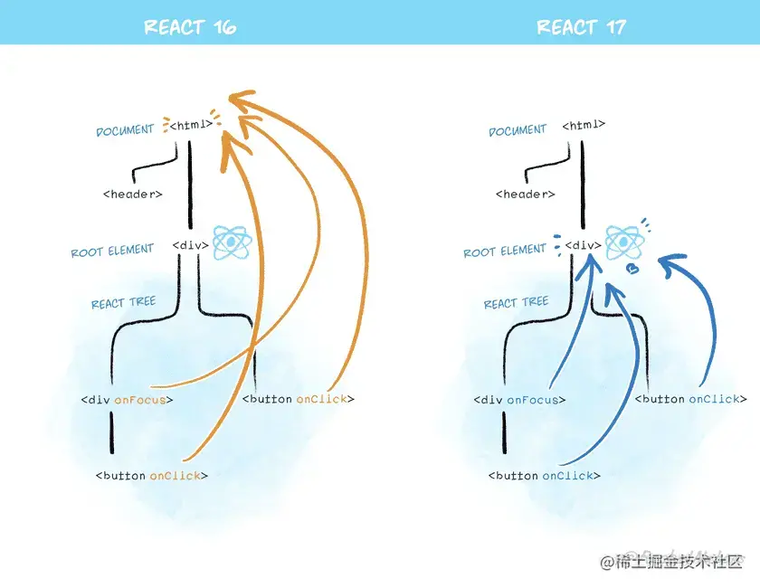 REACT 16
DOCUMENT <html>
<header>
ROOT ELEMENT <div>
REACT TREE
<div onFocus>
<button onClick>
<button onClick>
REACT 17
DOCUMENT <html>
<header>
ROOT ELEMENT <div>
REACT TREE
<div onFocus>
<button onClick>
<button onClick>
@稀土掘金技术社区